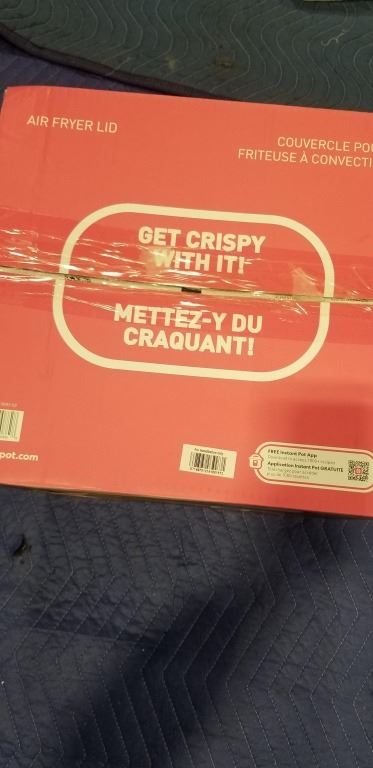 AIR FRYER LID
COUVERCLE POU
FRITEUSE À CONVECTI
GET CRISPY
WITH IT!
METTEZ-Y DU
CRAQUANT!
pot.com
FREE Instant Pot App
Application Instant Pot GRATUITE